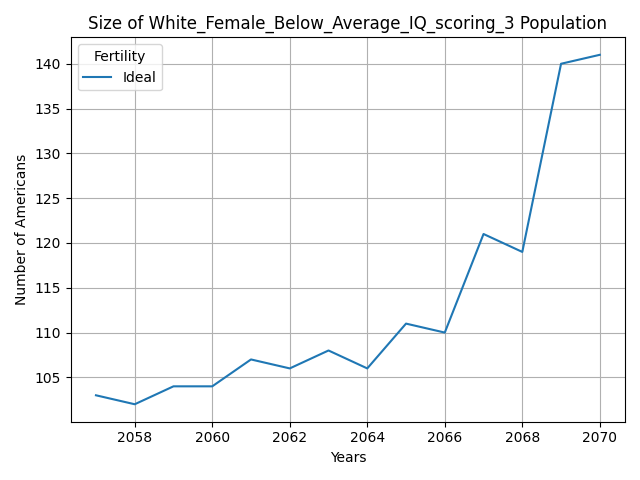 Size of White_Female_Below_Average_IQ_scoring_3 Population
Fertility
Ideal
Number of Americans
140
135
130
125
120
115
110
105
2058 2060 2062 2064 2066 2068 2070
Years